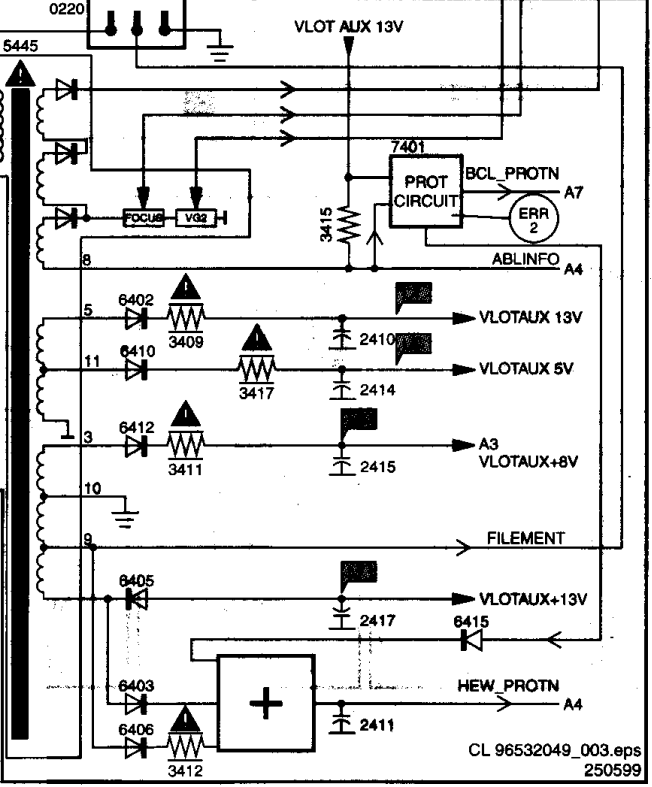 0220
VLOT AUX 13V
5445
7401
PROT
CIRCUIT
BCL_PROTN
A7
ERR
2
FOCUS
VG2
3415
8
ABLINFO
A4
5
6402
3409
2410
VLOTAUX 13V
11
6410
3417
2414
VLOTAUX 5V
3
6412
3411
2415
A3
VLOTAUX+8V
10
9
FILEMENT
6405
2417
VLOTAUX+13V
6415
6403
+
HEW_PROTN
A4
2411
6406
3412
CL 96532049_003.eps
250599